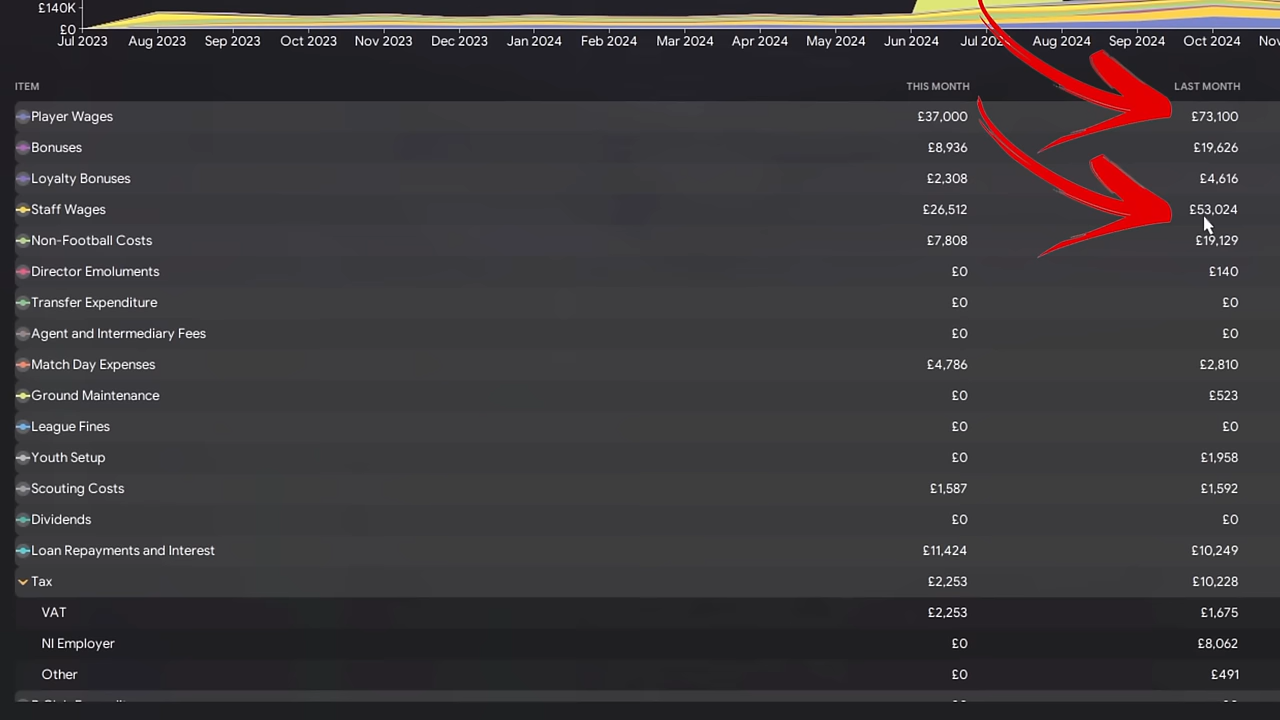 £140K
£0
Jul 2023 Aug 2023 Sep 2023 Oct 2023 Nov 2023 Dec 2023 Jan 2024 Feb 2024 Mar 2024 Apr 2024 May 2024 Jun 2024 Jul 2024 Aug 2024 Sep 2024 Oct 2024 Nov
ITEM THIS MONTH LAST MONTH
Player Wages £37,000 £73,100
Bonuses £8,936 £19,626
Loyalty Bonuses £2,308 £4,616
Staff Wages £26,512 £53,024
Non-Football Costs £7,808 £19,129
Director Emoluments £0 £140
Transfer Expenditure £0 £0
Agent and Intermediary Fees £0 £0
Match Day Expenses £4,786 £2,810
Ground Maintenance £0 £523
League Fines £0 £0
Youth Setup £0 £1,958
Scouting Costs £1,587 £1,592
Dividends £0 £0
Loan Repayments and Interest £11,424 £10,249
Tax £2,253 £10,228
VAT £2,253 £1,675
NI Employer £0 £8,062
Other £0 £491